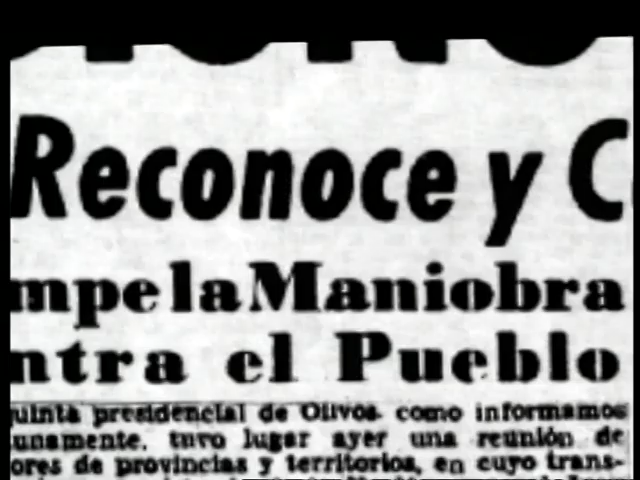 Reconoce y C
mpe la Maniobra
ntra el Pueblo
uinta presidencial de Olivos. como informamos
unamente. tuvo lugar ayer una reunión de
ores de provincias y territorios, en cuyo trans-